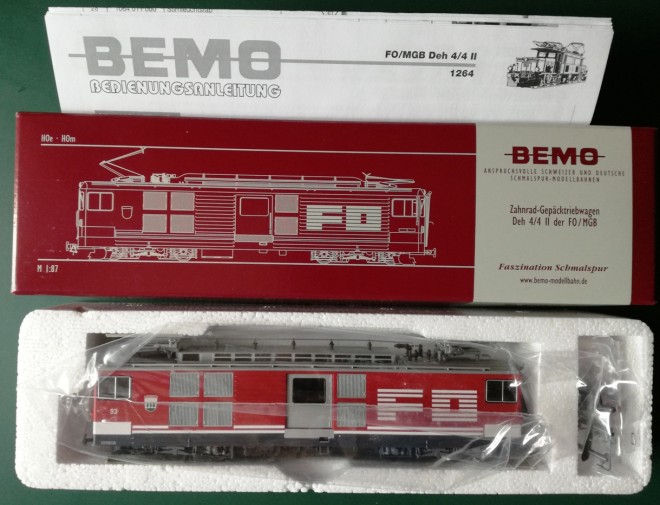 BEMO
BEDIENUNGSANLEITUNG
FO/MGB Deh 4/4 II
1264
H0e - H0m
FO
M 1:87
BEMO
ANSPRUCHSVOLLE SCHWEIZER UND DEUTSCHE
SCHMALSPUR-MODELLBAHNEN
Zahnrad-Gepäcktriebwagen
Deh 4/4 II der FO/MGB
Faszination Schmalspur
www.bemo-modellbahn.de
93
FO